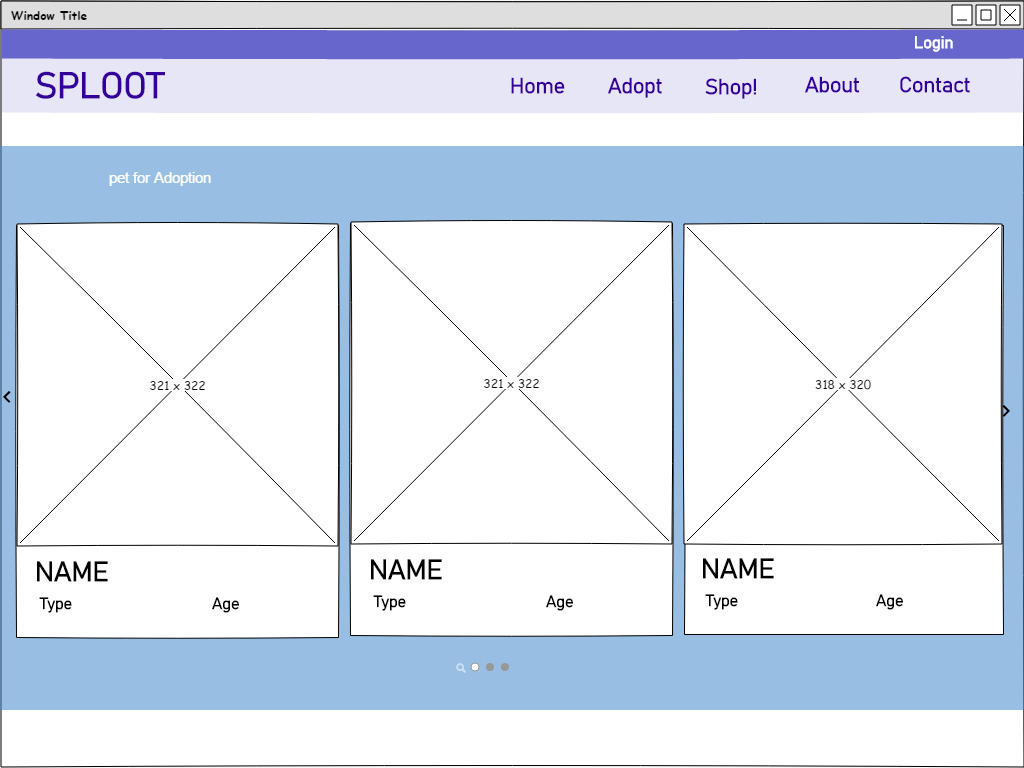 Window Title
Login
SPLOOT Home Adopt Shop! About Contact
pet for Adoption
321 x 322 321 x 322 318 x 320
NAME NAME NAME
Type Age Type Age Type Age